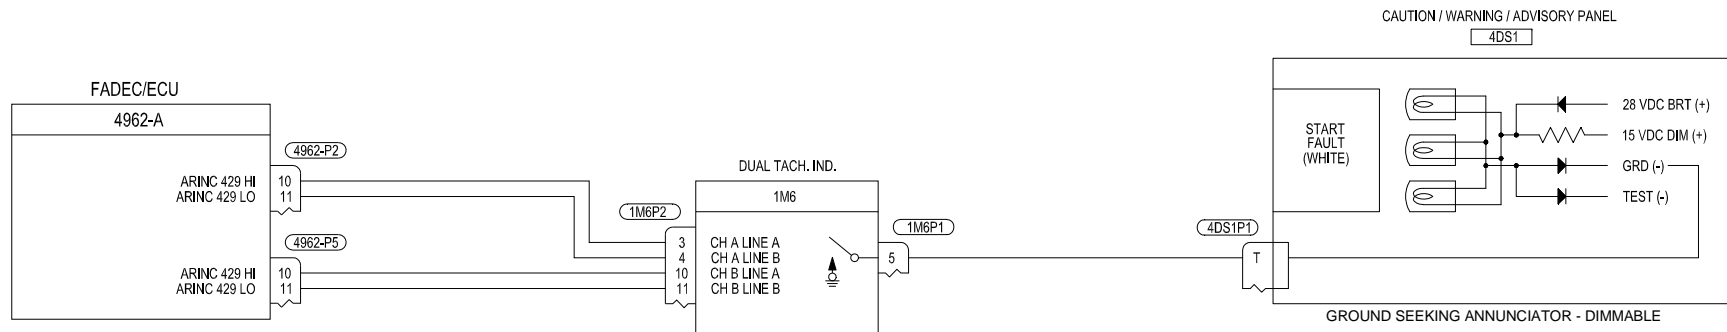 CAUTION / WARNING / ADVISORY PANEL
4DS1
FADEC/ECU
4962-A
4962-P2
ARINC 429 HI 10
ARINC 429 LO 11
4962-P5
ARINC 429 HI 10
ARINC 429 LO 11
DUAL TACH. IND.
1M6
1M6P2
3 CH A LINE A
4 CH A LINE B
10 CH B LINE A
11 CH B LINE B
1M6P1
5
4DS1P1
T
START
FAULT
(WHITE)
28 VDC BRT (+)
15 VDC DIM (+)
GRD (-)
TEST (-)
GROUND SEEKING ANNUNCIATOR - DIMMABLE